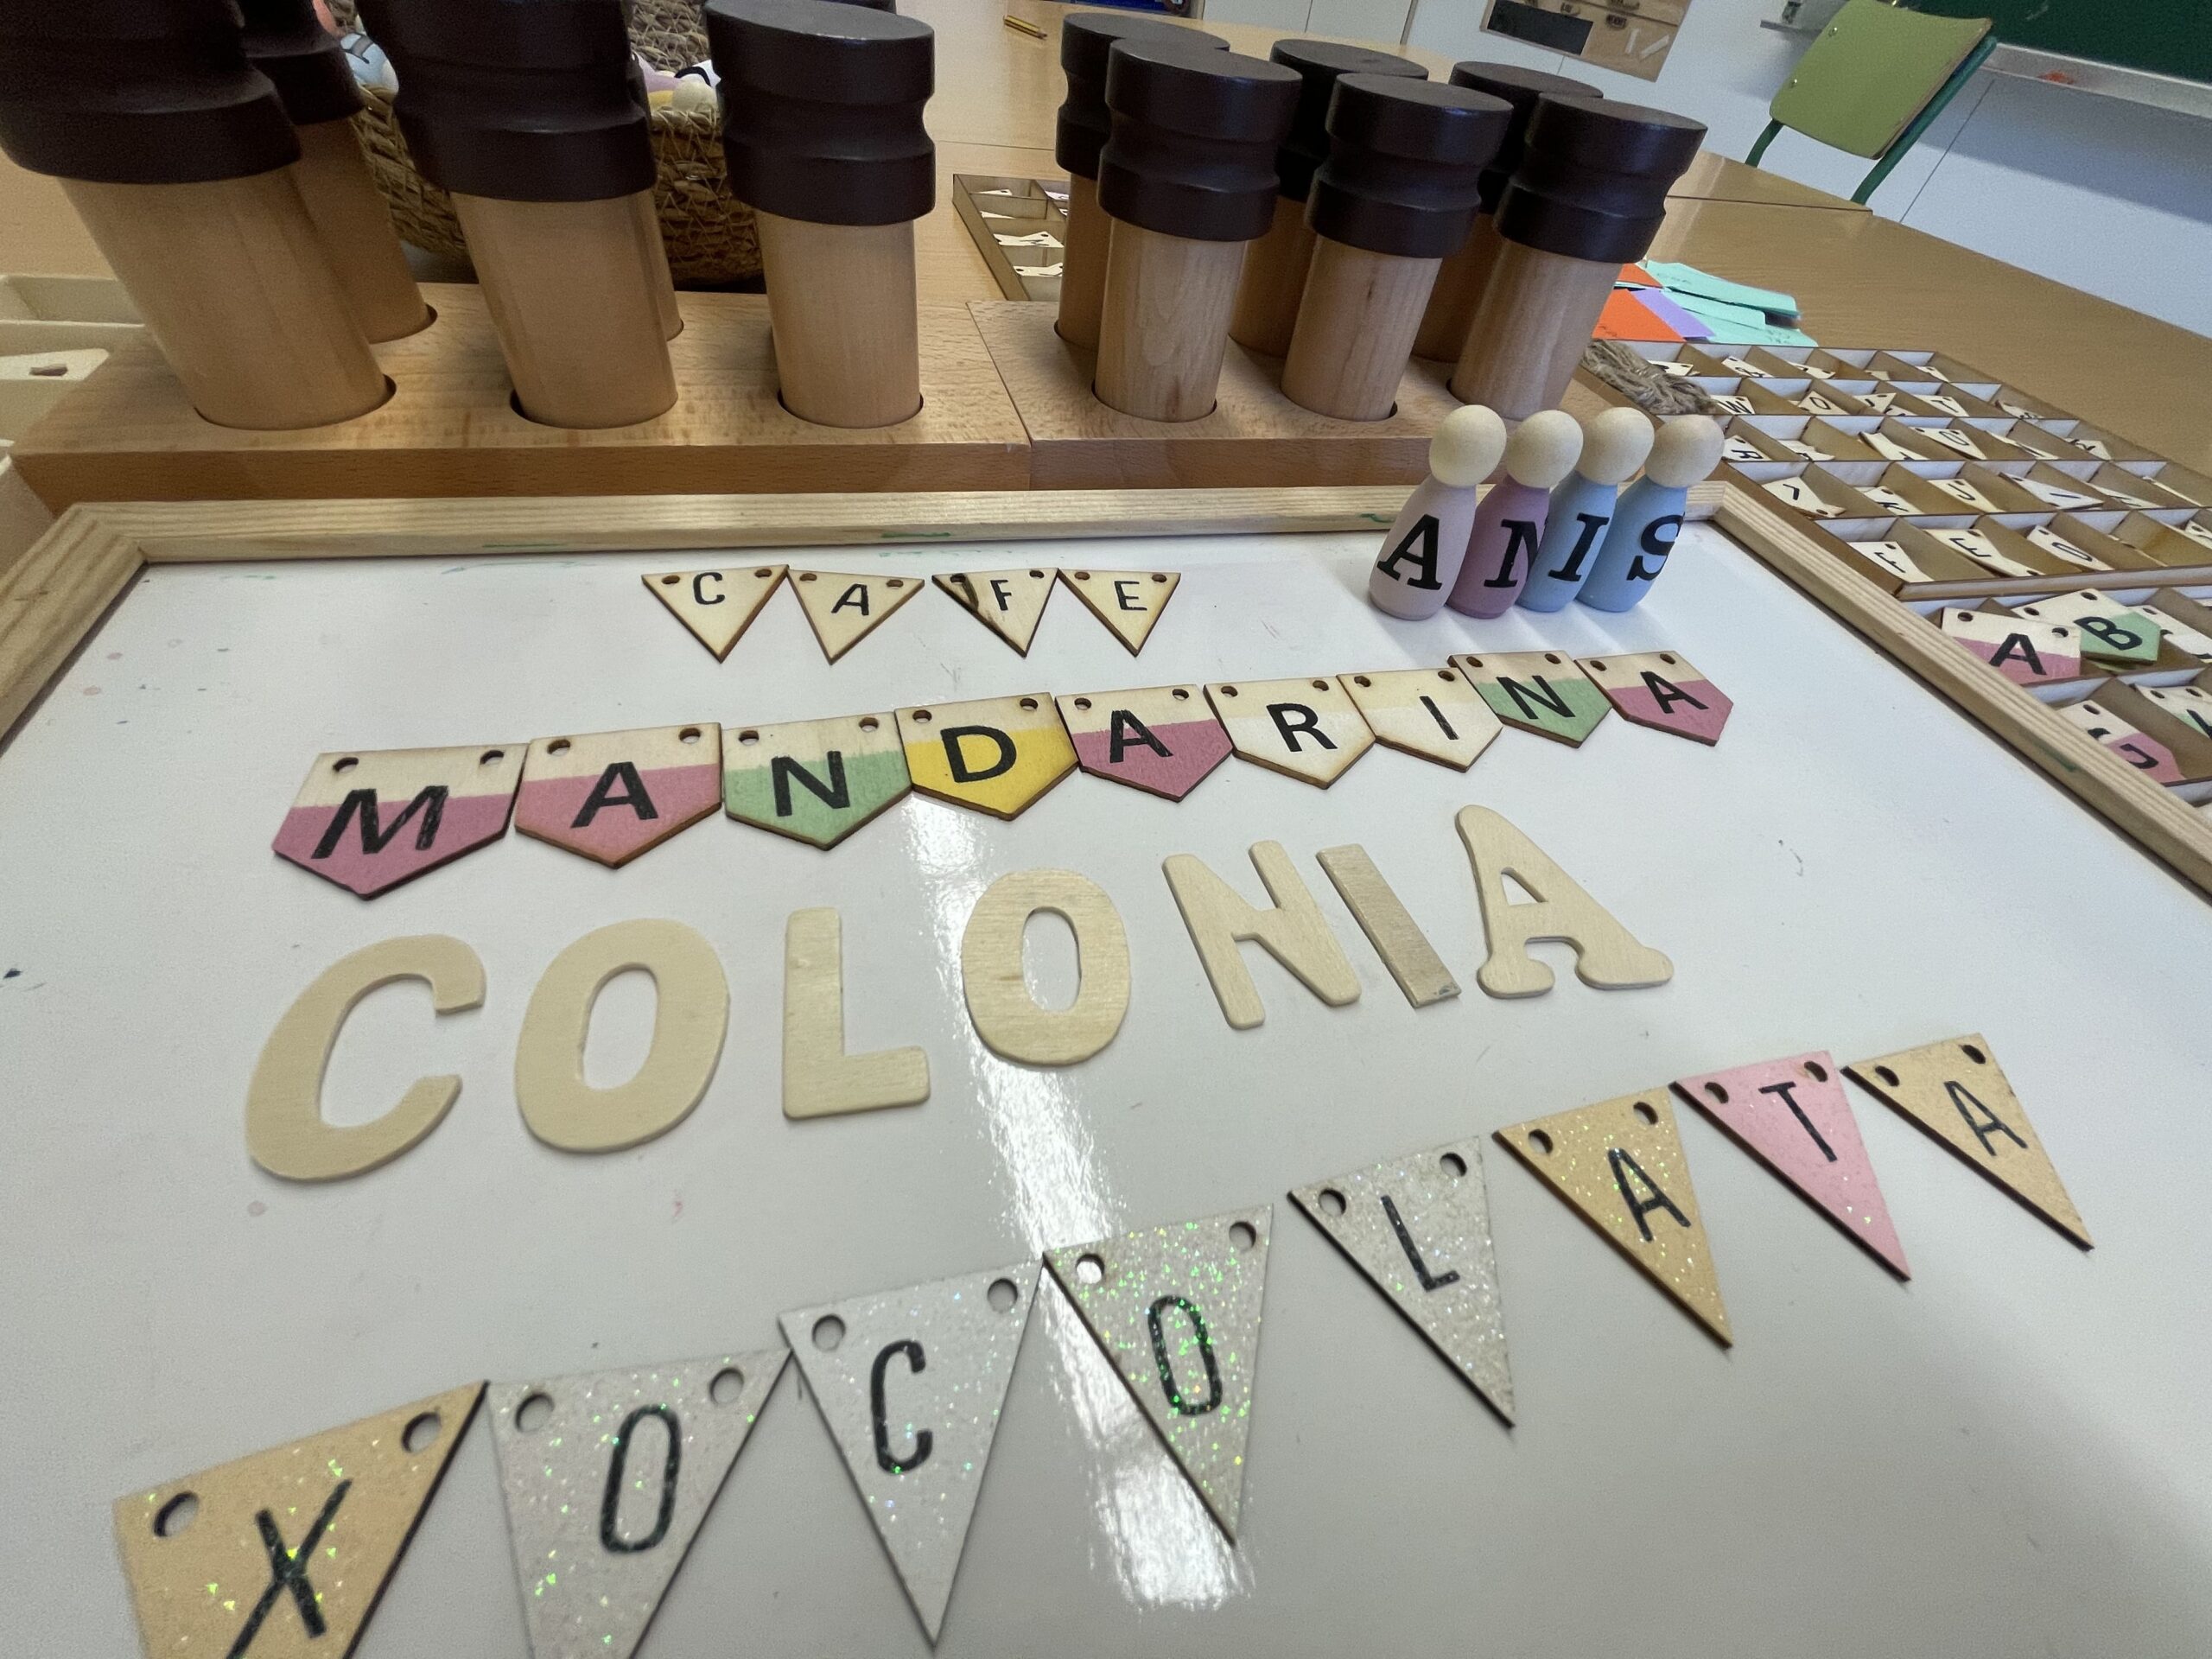 CAFE
ANIS
MANDARINA
COLONIA
XOCOLATA
A B